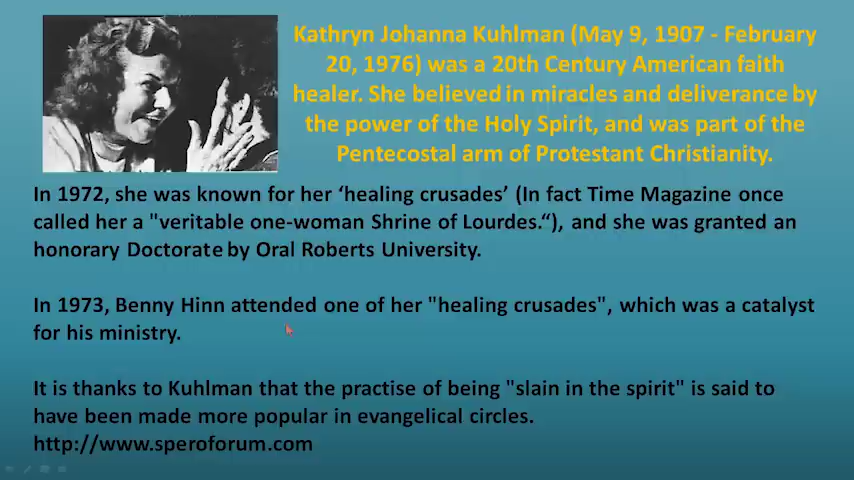 Kathryn Johanna Kuhlman (May 9, 1907 - February
20, 1976) was a 20th Century American faith
healer. She believed in miracles and deliverance by
the power of the Holy Spirit, and was part of the
Pentecostal arm of Protestant Christianity.
In 1972, she was known for her ‘healing crusades’ (In fact Time Magazine once
called her a "veritable one-woman Shrine of Lourdes.“), and she was granted an
honorary Doctorate by Oral Roberts University.
In 1973, Benny Hinn attended one of her "healing crusades", which was a catalyst
for his ministry.
It is thanks to Kuhlman that the practise of being "slain in the spirit" is said to
have been made more popular in evangelical circles.
http://www.speroforum.com